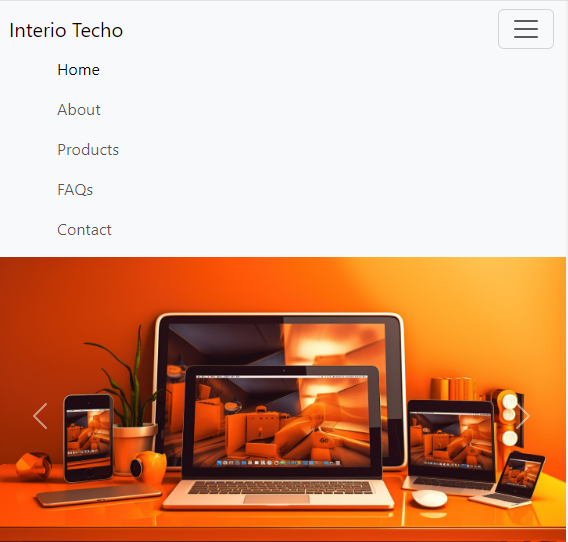 Interio Techo
Home
About
Products
FAQs
Contact